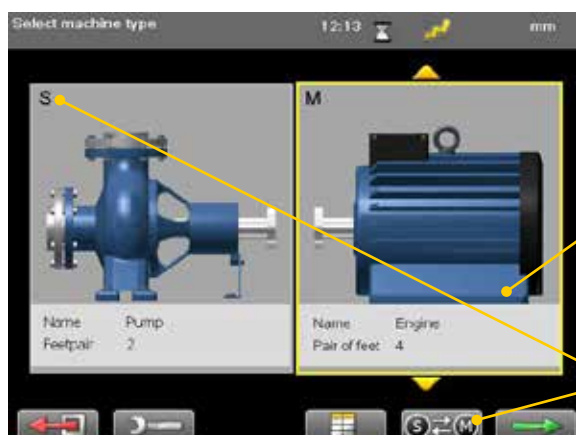 Select machine type 12:13 mm
S
M
Name Pump
Feetpair 2
Name Engine
Pair of feet 4
S M